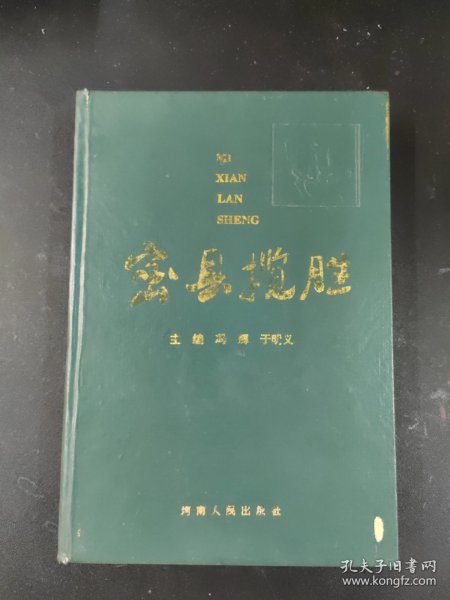 MI
XIAN
LAN
SHENG
密县揽胜
主编 冯辉 于明义
河南人民出版社
孔夫子旧书网
www.kongfz.com